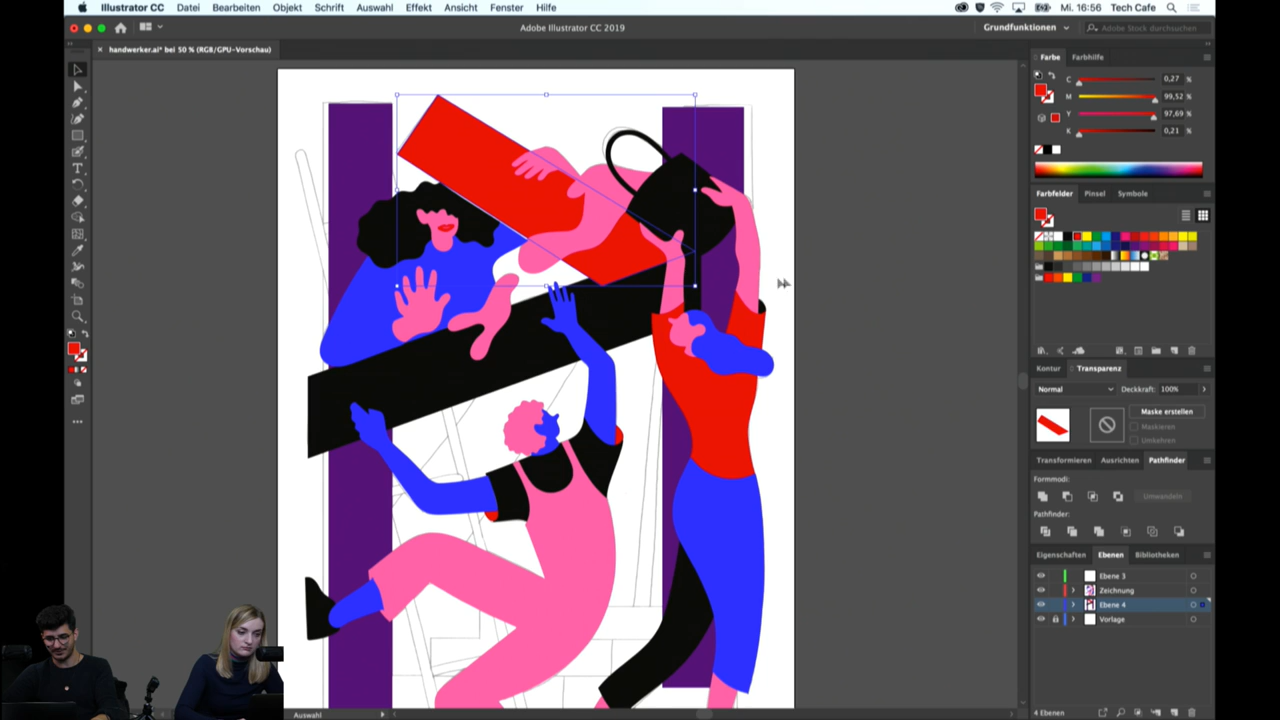 Illustrator CC Datei Bearbeiten Objekt Schrift Auswahl Effekt Ansicht Fenster Hilfe Mi. 16:56 Tech Cafe
Adobe Illustrator CC 2019 Grundfunktionen Adobe Stock durchsuchen
handwerker.ai* bei 50 % (RGB/GPU-Vorschau)
Farbe Farbhilfe
C 0,27 %
M 99,52 %
Y 97,69 %
K 0,21 %
Farbfelder Pinsel Symbole
Kontur Transparenz
Normal Deckkraft: 100%
Maske erstellen
Maskieren
Umkehren
Transformieren Ausrichten Pathfinder
Formmodi:
Umwandeln
Pathfinder:
Eigenschaften Ebenen Bibliotheken
Ebene 3
Zeichnung
Ebene 4
Vorlage
Auswahl
4 Ebenen